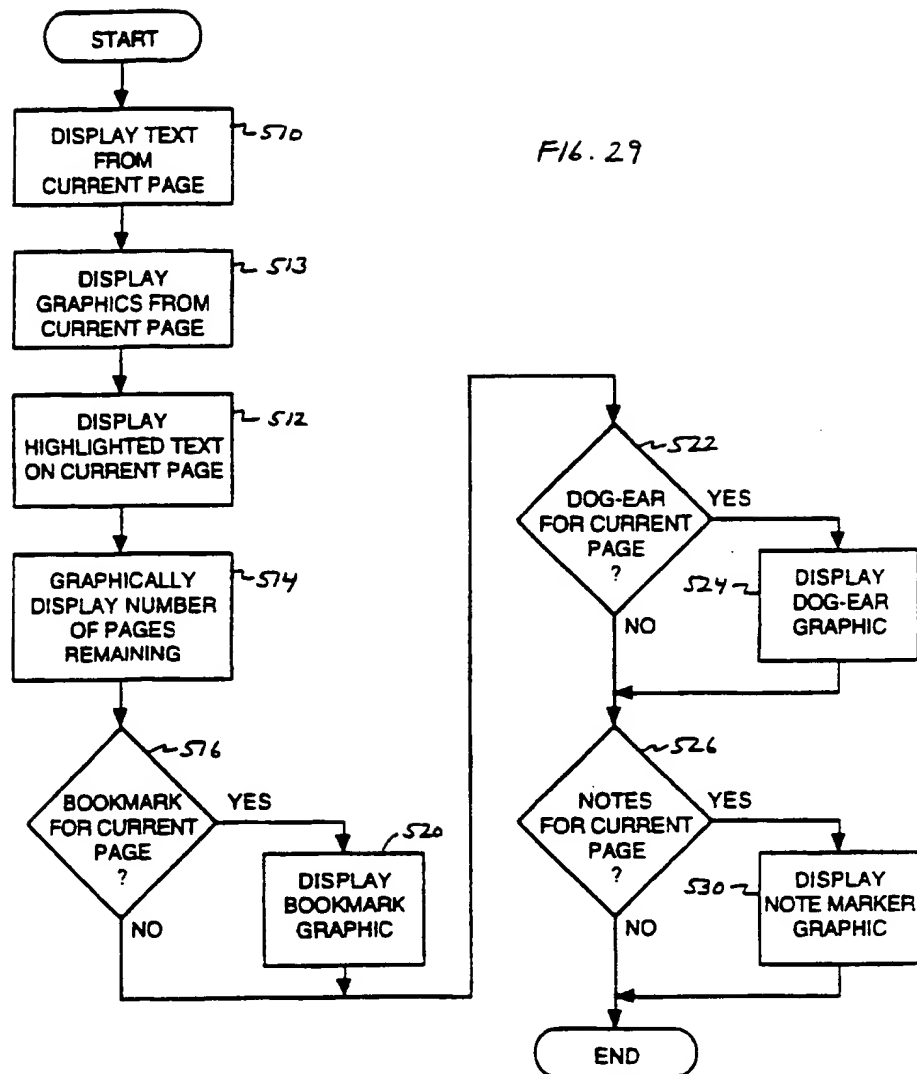 START
DISPLAY TEXT
FROM
CURRENT PAGE
510
FIG. 29
DISPLAY
GRAPHICS FROM
CURRENT PAGE
513
DISPLAY
HIGHLIGHTED TEXT
ON CURRENT PAGE
512
GRAPHICALLY
DISPLAY NUMBER
OF PAGES
REMAINING
514
BOOKMARK
FOR CURRENT
PAGE
?
516
YES
NO
DISPLAY
BOOKMARK
GRAPHIC
520
DOG-EAR
FOR CURRENT
PAGE
?
522
YES
NO
DISPLAY
DOG-EAR
GRAPHIC
524
NOTES
FOR CURRENT
PAGE
?
526
YES
NO
DISPLAY
NOTE MARKER
GRAPHIC
530
END